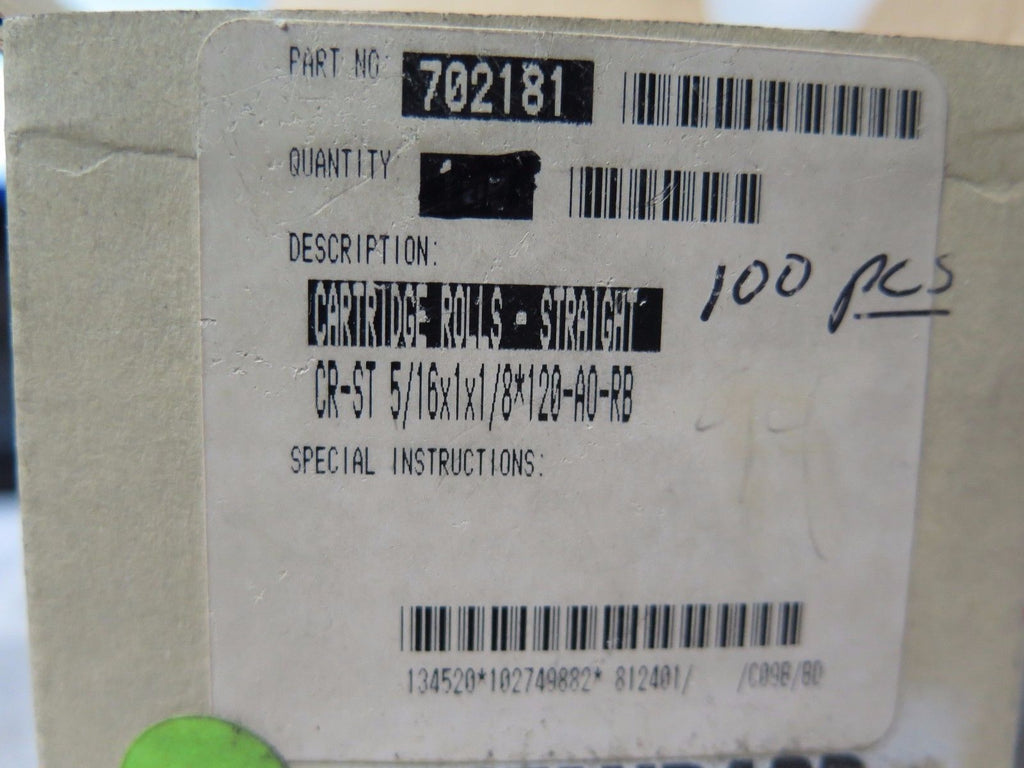 PART NO 702181
QUANTITY
DESCRIPTION:
CARTRIDGE ROLLS - STRAIGHT
100 pcs
CR-ST 5/16x1x1/8*120-AO-RB
SPECIAL INSTRUCTIONS:
134520*102749882* 812401/ /C09B/8D